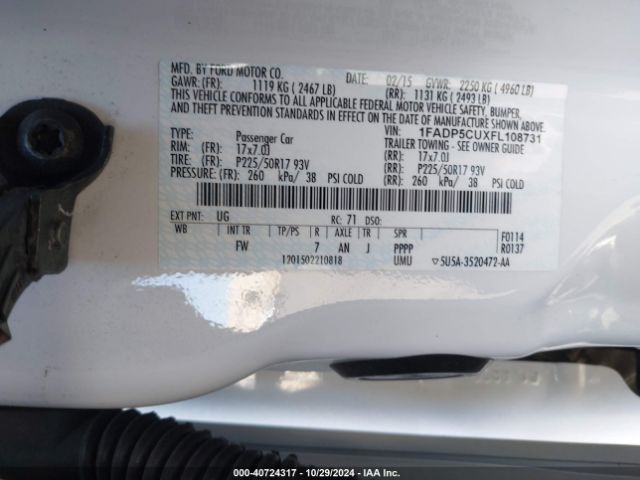 MFD. BY FORD MOTOR CO. DATE: 02/15 GVWR: 2250 KG ( 4960 LB)
GAWR: (FR): 1119 KG ( 2467 LB) (RR): 1131 KG ( 2493 LB)
THIS VEHICLE CONFORMS TO ALL APPLICABLE FEDERAL MOTOR VEHICLE SAFETY, BUMPER,
AND THEFT PREVENTION STANDARDS IN EFFECT ON THE DATE OF MANUFACTURE SHOWN ABOVE.
VIN: 1FADP5CUXFL108731
TYPE: Passenger Car TRAILER TOWING - SEE OWNER GUIDE
RIM: (FR): 17x7.0J (RR): 17x7.0J
TIRE: (FR): P225/50R17 93V (RR): P225/50R17 93V
PRESSURE: (FR): 260 kPa/ 38 PSI COLD (RR): 260 kPa/ 38 PSI COLD
EXT PNT: UG RC: 71 DSO:
WB INT TR TP/PS R AXLE TR SPR F0114
FW 7 AN J PPPP R0137
1201502210818 UMU ▽5U5A-3520472-AA
000-40724317 • 10/29/2024 • IAA Inc.